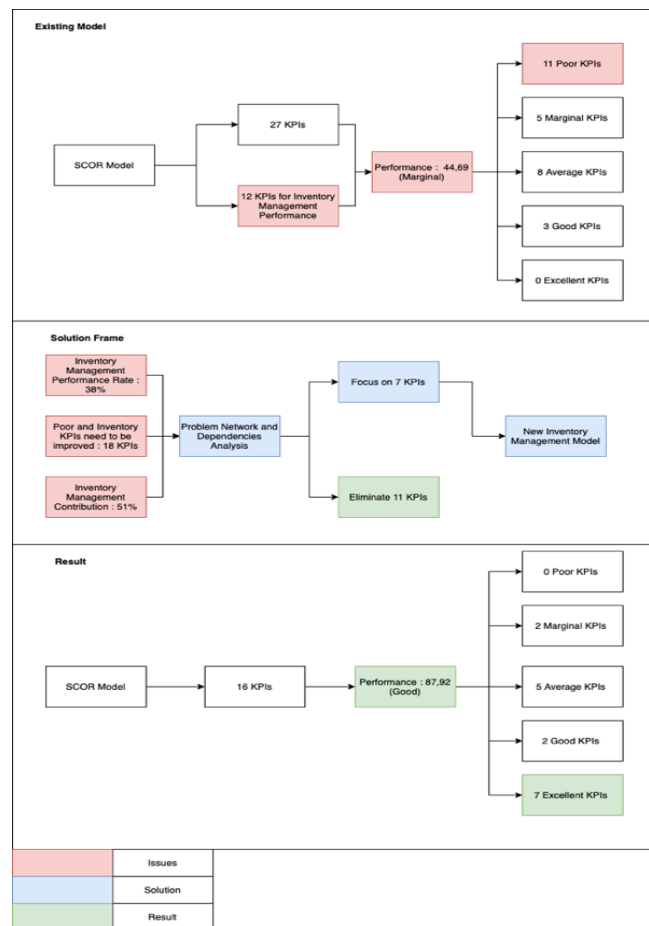 Existing Model
11 Poor KPIs
27 KPIs
5 Marginal KPIs
SCOR Model
Performance : 44,69
(Marginal)
8 Average KPIs
12 KPIs for Inventory
Management
Performance
3 Good KPIs
0 Excellent KPIs
Solution Frame
Inventory
Management
Performance Rate :
38%
Focus on 7 KPIs
Poor and Inventory
KPIs need to be
improved : 18 KPIs
Problem Network and
Dependencies
Analysis
New Inventory
Management Model
Inventory
Management
Contribution : 51%
Eliminate 11 KPIs
Result
0 Poor KPIs
2 Marginal KPIs
SCOR Model
16 KPIs
Performance : 87,92
(Good)
5 Average KPIs
2 Good KPIs
7 Excellent KPIs
Issues
Solution
Result